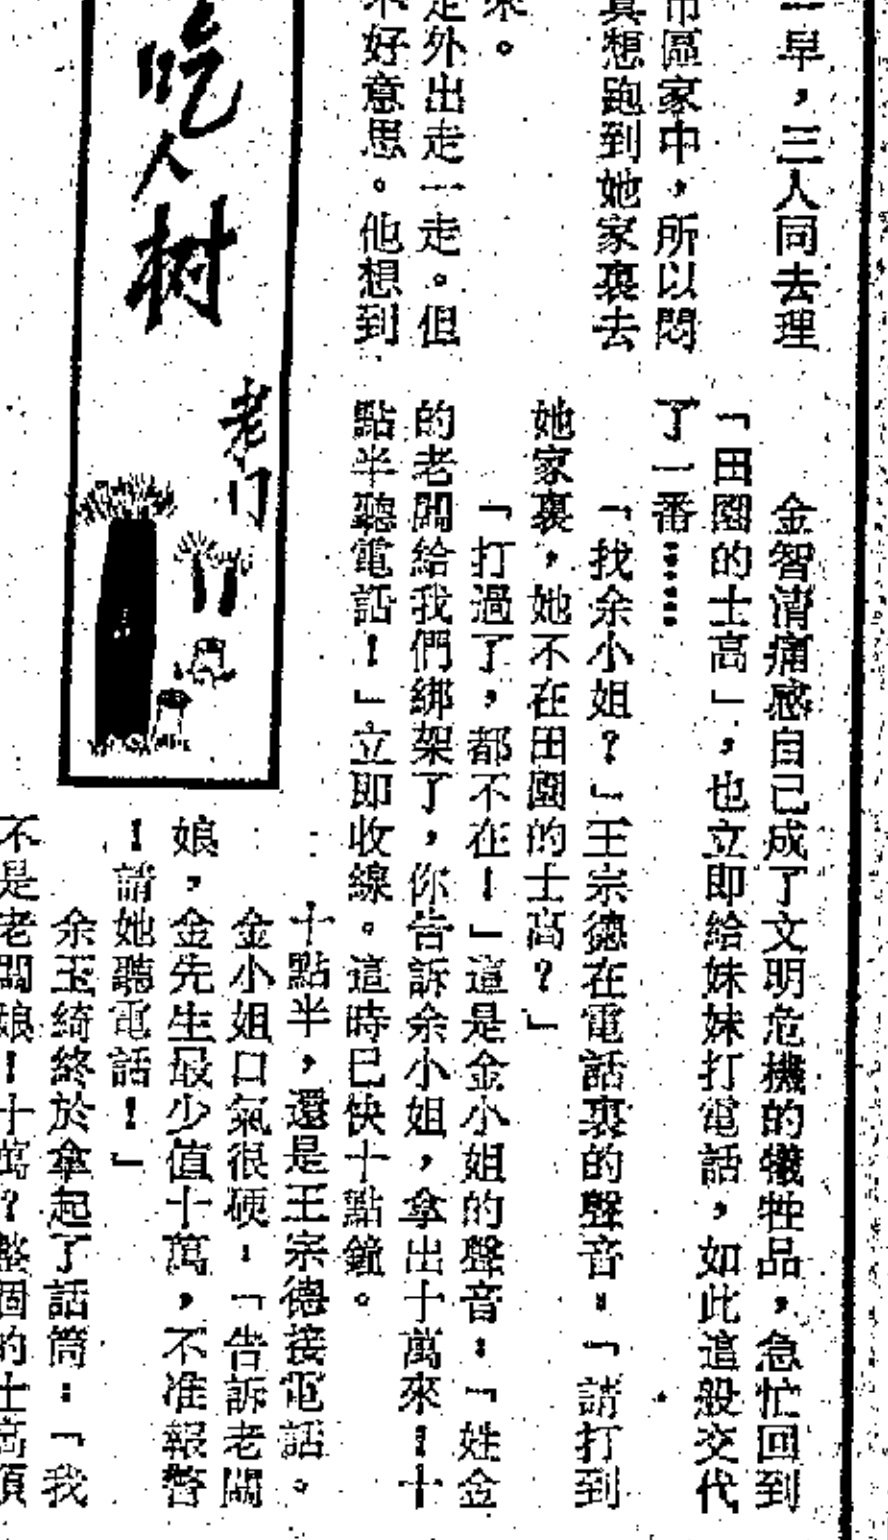 一早，三人同去理
市區家中，所以悶
真想跑到她家裏去
來。
走外出走一走。但
不好意思。他想到
吃人树
老门
金智清痛感自己成了文明危機的犧牲品，急忙回到
「田園的士高」，也立即給妹妹打電話，如此這般交代
了一番……
「找余小姐？」王宗德在電話裏的聲音：「請打到
她家裏，她不在田園的士高？」
「打過了，都不在！」這是金小姐的聲音：「姓金
的老闆給我們綁架了，你告訴余小姐，拿出十萬來！十
點半聽電話！」立即收線。這時已快十點鐘。
十點半，還是王宗德接電話。
金小姐口氣很硬：「告訴老闆
娘，金先生最少值十萬，不准報警
！請她聽電話！」
余玉綺終於拿起了話筒：「我
不是老闆娘！十萬？整個的士高頂